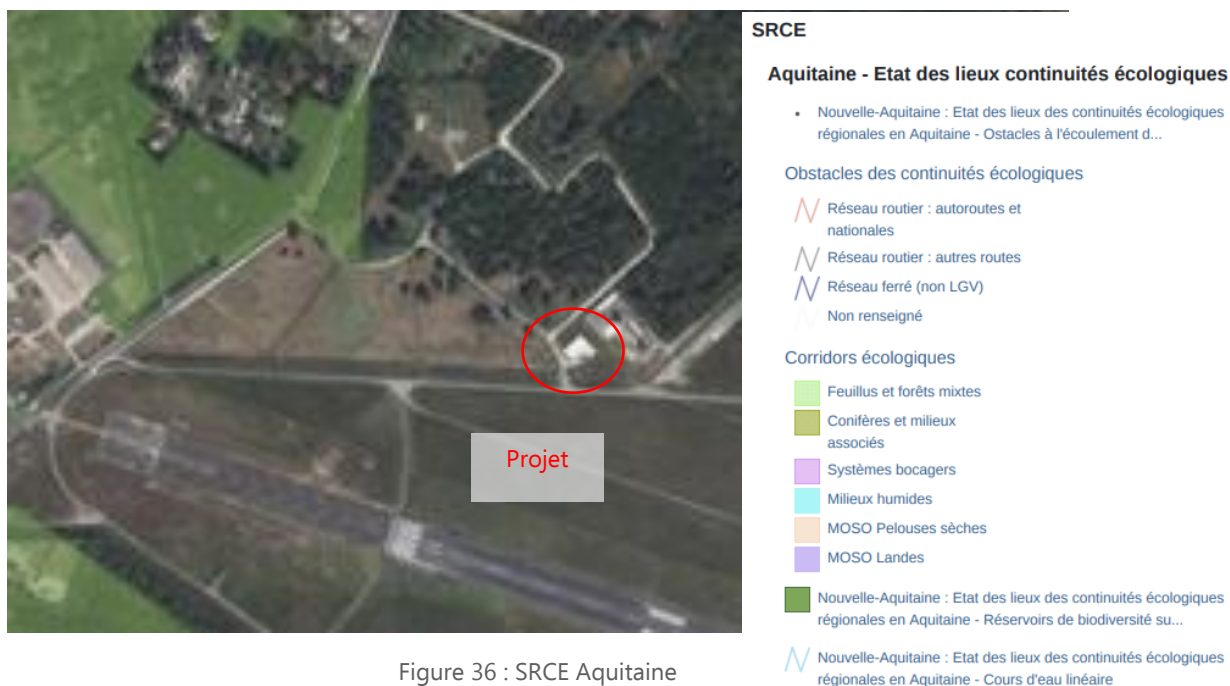 SRCE
Aquitaine - Etat des lieux continuités écologiques
Nouvelle-Aquitaine : Etat des lieux des continuités écologiques
régionales en Aquitaine - Ostacles à l'écoulement d...
Obstacles des continuités écologiques
Réseau routier : autoroutes et
nationales
Réseau routier : autres routes
Réseau ferré (non LGV)
Non renseigné
Corridors écologiques
Feuillus et forêts mixtes
Conifères et milieux
associés
Systèmes bocagers
Milieux humides
MOSO Pelouses sèches
MOSO Landes
Nouvelle-Aquitaine : Etat des lieux des continuités écologiques
régionales en Aquitaine - Réservoirs de biodiversité su...
Nouvelle-Aquitaine : Etat des lieux des continuités écologiques
régionales en Aquitaine - Cours d'eau linéaire
Projet
Figure 36 : SRCE Aquitaine